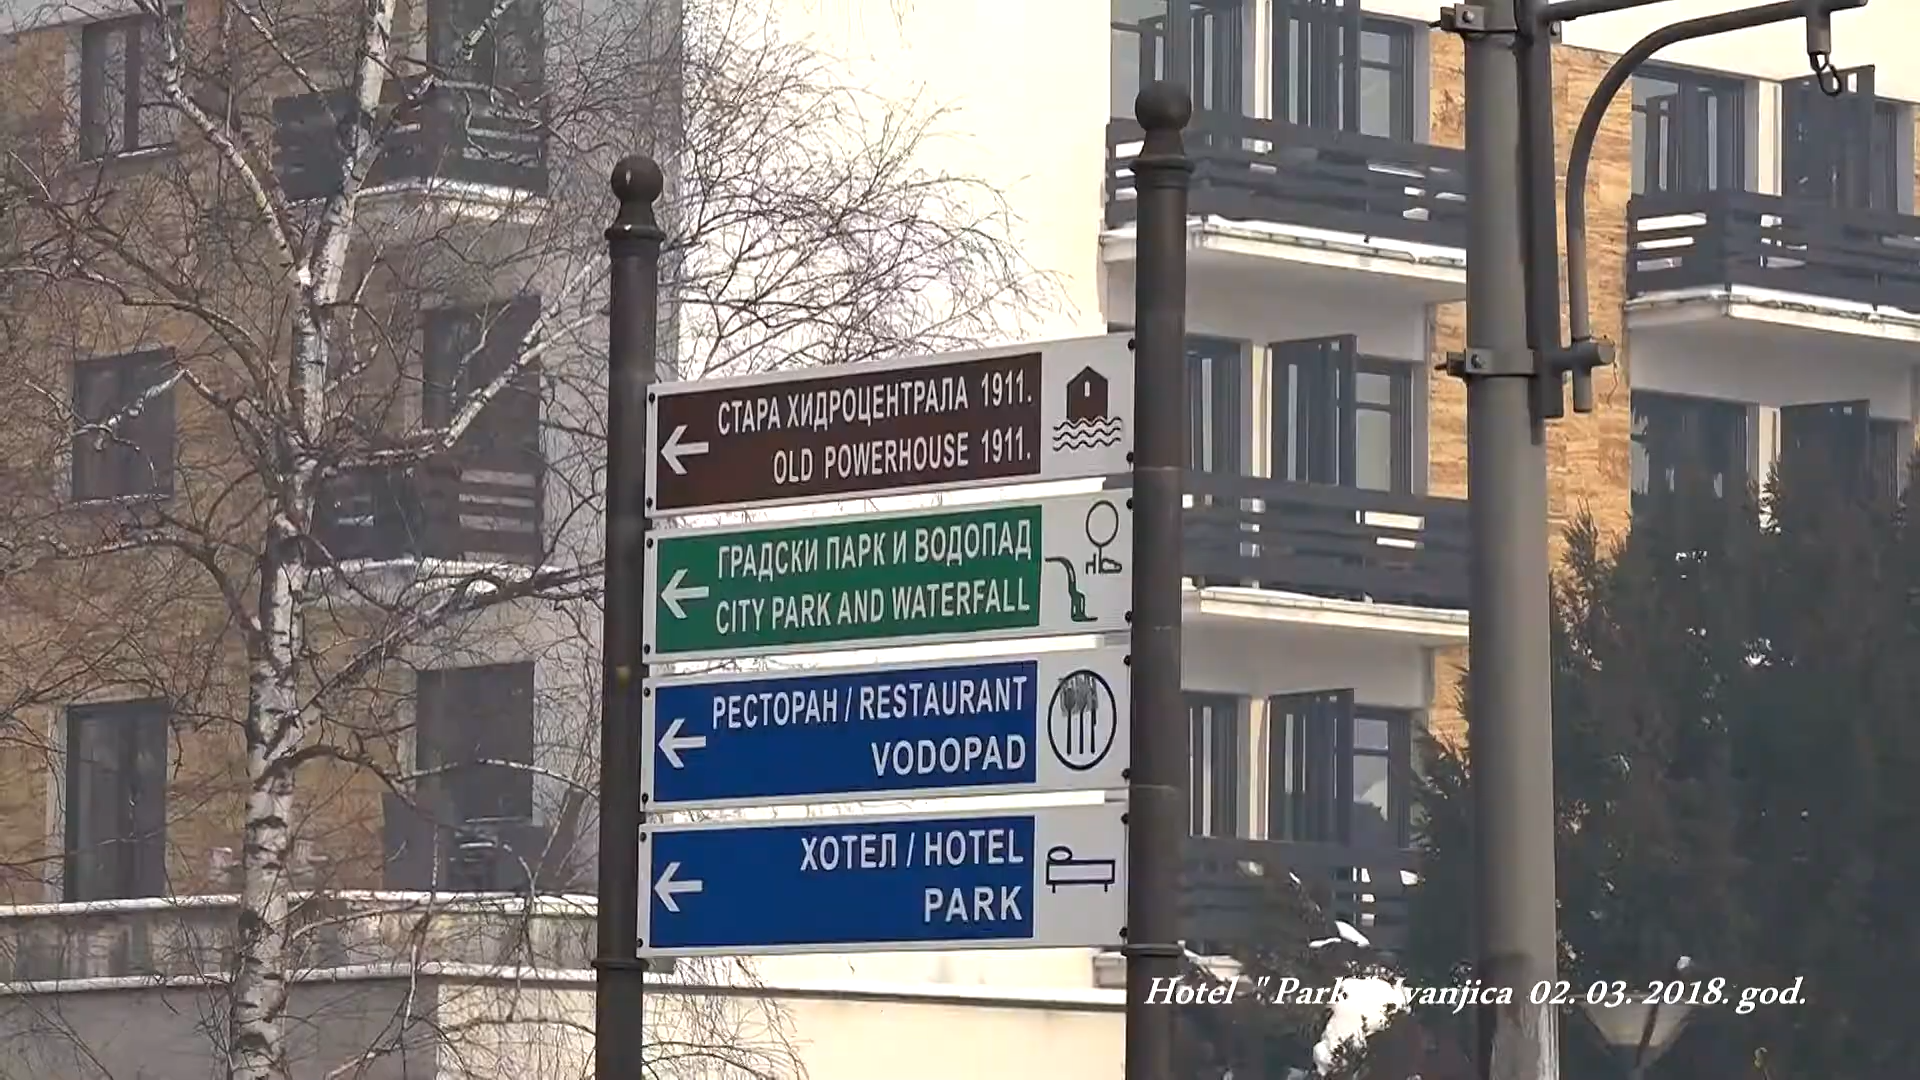 СТАРА ХИДРОЦЕНТРАЛА 1911.
OLD POWERHOUSE 1911.
ГРАДСКИ ПАРК И ВОДОПАД
CITY PARK AND WATERFALL
РЕСТОРАН / RESTAURANT
VODOPAD
ХОТЕЛ / HOTEL
PARK
Hotel "Park" Ivanjica 02. 03. 2018. god.